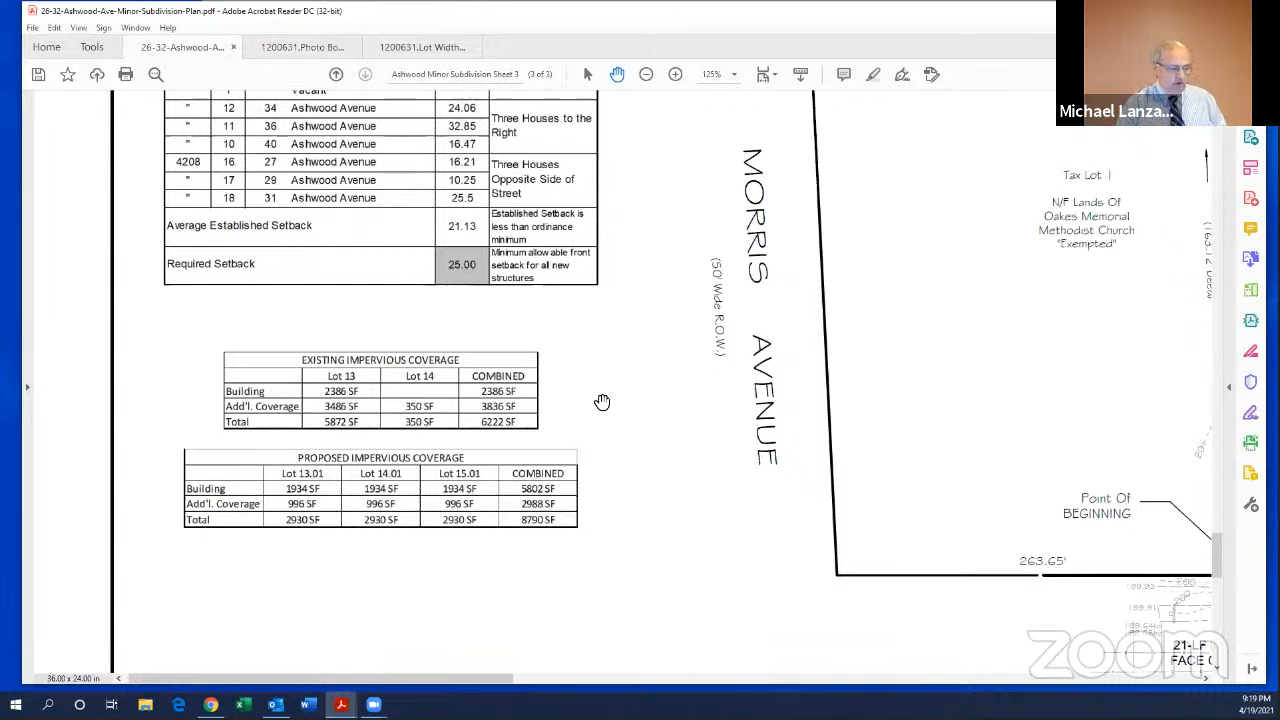 26-32-Ashwood-Ave-Minor-Subdivision-Plan.pdf - Adobe Acrobat Reader DC (32-bit)
File Edit View Sign Window Help
Home Tools 26-32-Ashwood-A... × 1200631.Photo Bo... 1200631.Lot Width...
Ashwood Minor Subdivision Sheet 3 (3 of 3) 125%
Michael Lanza...
Vacant
" 12 34 Ashwood Avenue 24.06
" 11 36 Ashwood Avenue 32.85
" 10 40 Ashwood Avenue 16.47
Three Houses to the
Right
4208 16 27 Ashwood Avenue 16.21
" 17 29 Ashwood Avenue 10.25
" 18 31 Ashwood Avenue 25.5
Three Houses
Opposite Side of
Street
Average Established Setback 21.13
Established Setback is
less than ordinance
minimum
Required Setback 25.00
Minimum allowable front
setback for all new
structures
EXISTING IMPERVIOUS COVERAGE
Lot 13 Lot 14 COMBINED
Building 2386 SF 2386 SF
Add'l. Coverage 3486 SF 350 SF 3836 SF
Total 5872 SF 350 SF 6222 SF
PROPOSED IMPERVIOUS COVERAGE
Lot 13.01 Lot 14.01 Lot 15.01 COMBINED
Building 1934 SF 1934 SF 1934 SF 5802 SF
Add'l. Coverage 996 SF 996 SF 996 SF 2988 SF
Total 2930 SF 2930 SF 2930 SF 8790 SF
MORRIS AVENUE
(50' Wide R.O.W.)
Tax Lot 1
N/F Lands Of
Oakes Memorial
Methodist Church
"Exempted"
(163.12 Deed)
Point Of
BEGINNING
263.65'
200
199.93
199.91
21-LF
FACE
zoom
36.00 x 24.00 in
9:19 PM
4/19/2021